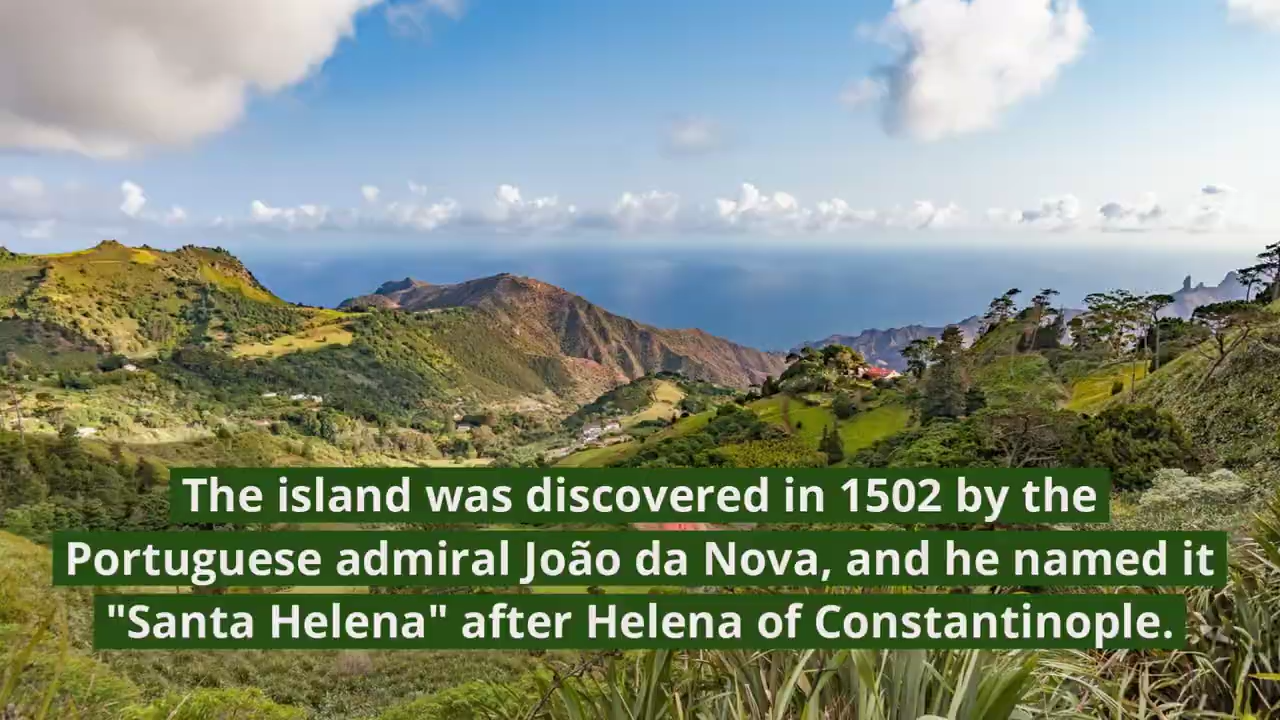 The island was discovered in 1502 by the
Portuguese admiral João da Nova, and he named it
"Santa Helena" after Helena of Constantinople.